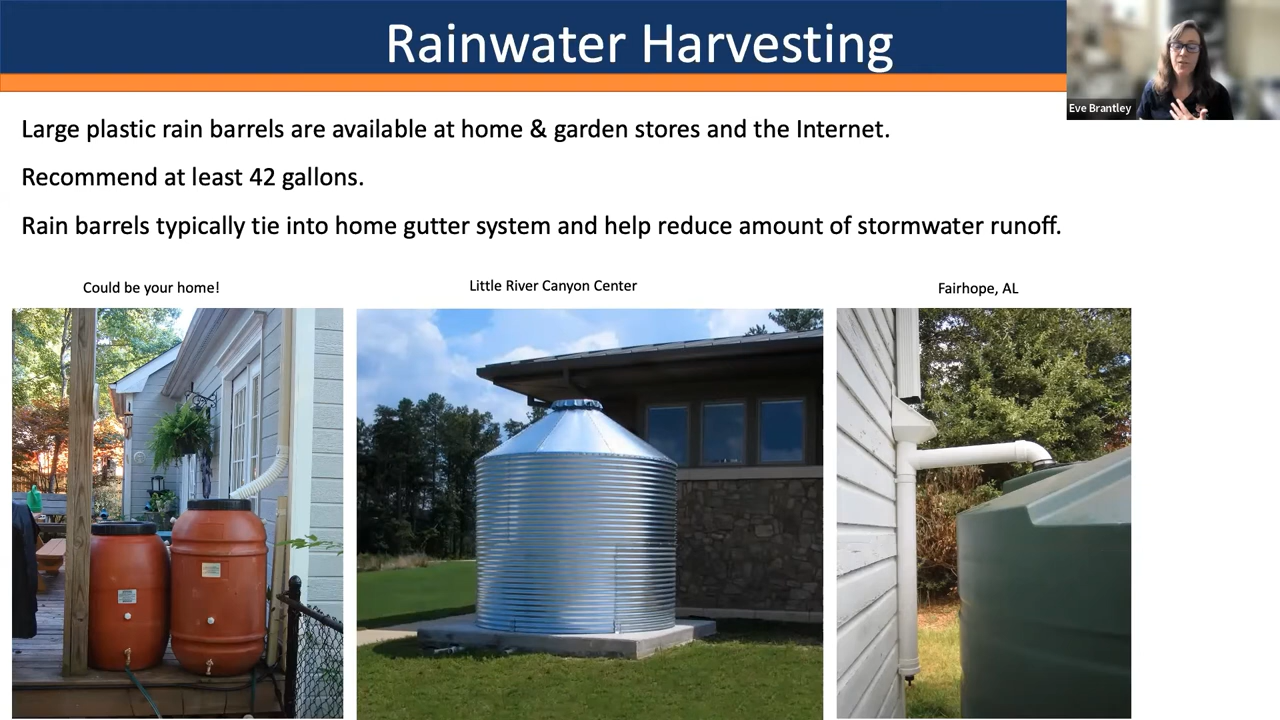 Rainwater Harvesting
Eve Brantley
Large plastic rain barrels are available at home & garden stores and the Internet.
Recommend at least 42 gallons.
Rain barrels typically tie into home gutter system and help reduce amount of stormwater runoff.
Could be your home!
Little River Canyon Center
Fairhope, AL